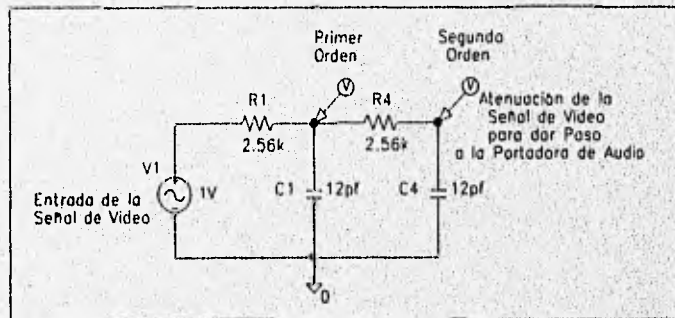 Primer
Orden
Segundo
Orden
V
V
R1
2.56k
R4
2.56k
Atenuación de la
Señal de Video
para dar Paso
a la Portadora de Audio
V1
1V
C1
12pf
C4
12pf
Entrada de la
Señal de Video
0